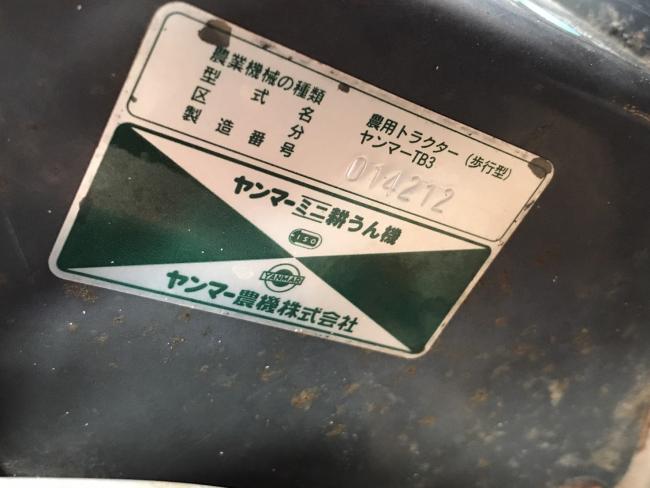 農業機械の種類 農用トラクター (歩行型)
型式名 ヤンマーTB3
区分
製造番号 014212
ヤンマーミニ耕うん機
ISO
YANMAR
ヤンマー農機株式会社